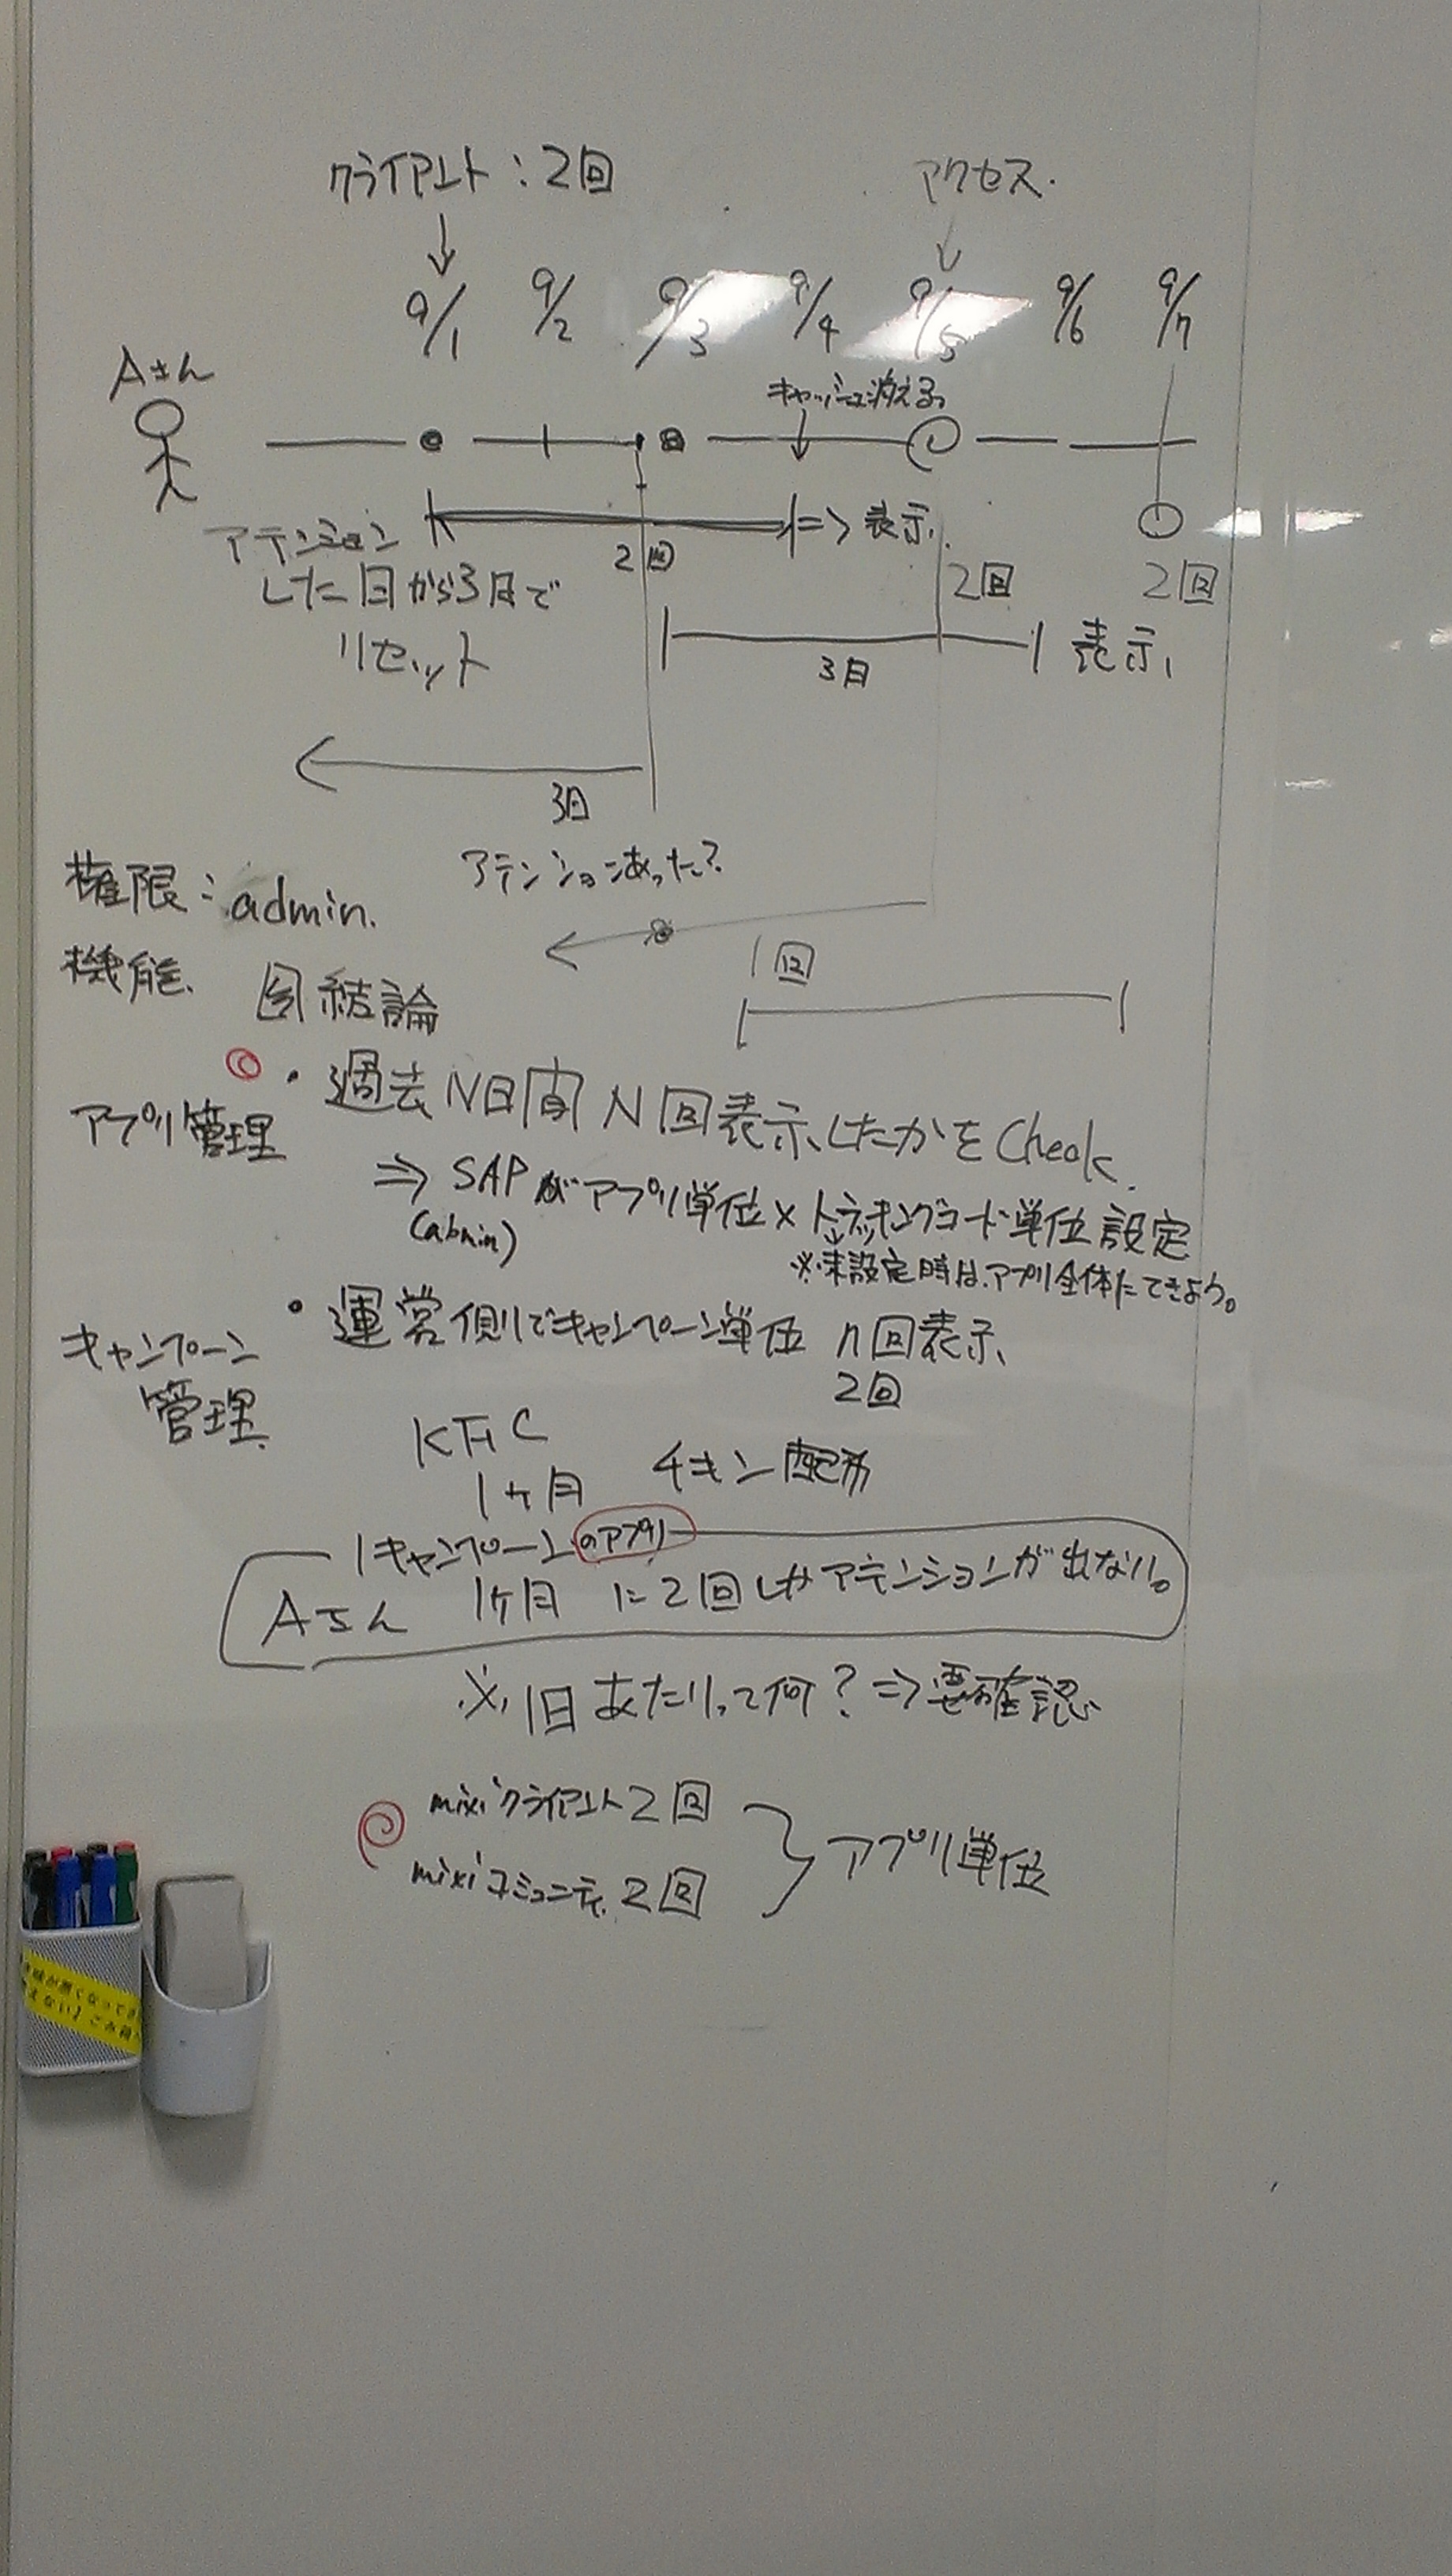 クライアント:2回
アクセス.
9/1 9/2 9/3 9/4 9/5 9/6 9/7
Aさん
キャッシュ消える。
アテンション
した日から3日で
リセット
2回
⇒ 表示
2回
2回
3日
表示
3日
アテンションあった?
権限:admin.
機能
1回
結論
アプリ管理
・過去N日間N回表示したかをCheck.
⇒ SAPがアプリ単位×トラッキングコード単位設定
(admin)
※未設定時は、アプリ全体にてきよう。
キャンペーン
管理
・運営側でキャンペーン単位 n回表示
2回
KFC
1ヶ月 チキン配布
1キャンペーンのアプリ
Aさん 1ヶ月に2回しかアテンションが出ない。
※1日あたりって何?⇒要確認
mixiクライアント2回
mixiコミュニティ2回
アプリ単位